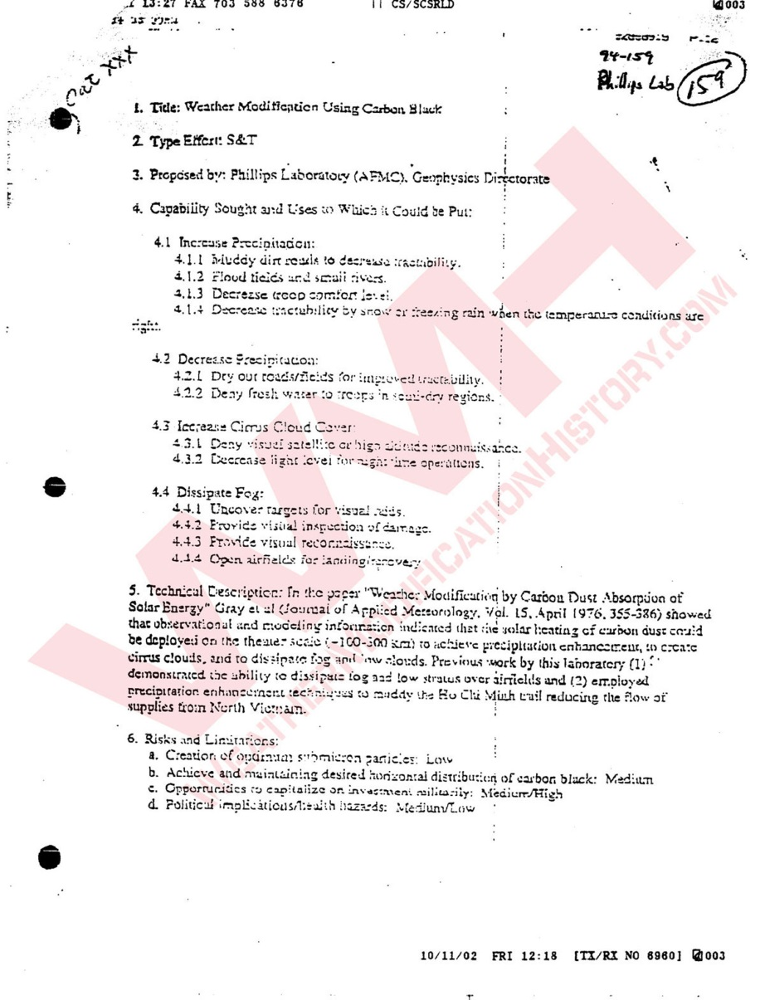 13:27 FAX 703 588 6376 || CS/SCSRLD 003
Cat XXX
94-159
Phillips Lab 159
1. Title: Weather Modification Using Carbon Black
2. Type Effort: S&T
3. Proposed by: Phillips Laboratory (AFMC), Geophysics Directorate
4. Capability Sought and Uses to Which it Could be Put:
4.1 Increase Precipitation:
4.1.1 Muddy dirt roads to decrease tractability.
4.1.2 Flood fields and small rivers.
4.1.3 Decrease troop comfort level.
4.1.4 Decrease tractability by snow or freezing rain when the temperature conditions are
right.
4.2 Decrease Precipitation:
4.2.1 Dry out roads/fields for improved tractability.
4.2.2 Deny fresh water to troops in semi-dry regions.
4.3 Increase Cirrus Cloud Cover:
4.3.1 Deny visual satellite or high altitude reconnaissance.
4.3.2 Decrease light level for night time operations.
4.4 Dissipate Fog:
4.4.1 Uncover targets for visual raids.
4.4.2 Provide visual inspection of damage.
4.4.3 Provide visual reconnaissance.
4.4.4 Open airfields for landing/recovery
5. Technical Description: In the paper "Weather Modification by Carbon Dust Absorption of
Solar Energy" Gray et al (Journal of Applied Meteorology, Vol. 15, April 1976, 355-386) showed
that observational and modeling information indicated that the solar heating of carbon dust could
be deployed on the theater scale (~100-300 km) to achieve precipitation enhancement, to create
cirrus clouds, and to dissipate fog and low clouds. Previous work by this laboratory (1)
demonstrated the ability to dissipate fog and low stratus over airfields and (2) employed
precipitation enhancement techniques to muddy the Ho Chi Minh trail reducing the flow of
supplies from North Vietnam.
6. Risks and Limitations:
a. Creation of optimum submicron particles: Low
b. Achieve and maintaining desired horizontal distribution of carbon black: Medium
c. Opportunities to capitalize on investment militarily: Medium/High
d. Political implications/health hazards: Medium/Low
10/11/02 FRI 12:18 [TX/RX NO 6960] 003
WMH
WEATHERMODIFICATIONHISTORY.COM